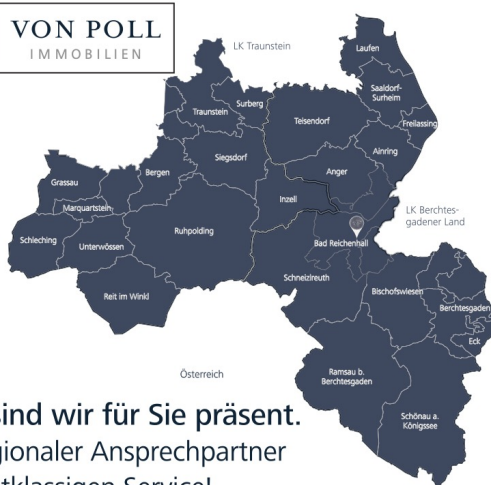 VON POLL
IMMOBILIEN
LK Traunstein
Laufen
Saaldorf-
Surheim
Surberg
Traunstein
Teisendorf
Freilassing
Ainring
Siegsdorf
Bergen
Anger
Grassau
Inzell
Marquartstein
LK Berchtes-
gadener Land
Ruhpolding
Schleching
Unterwössen
Bad Reichenhall
Schneizlreuth
Bischofswiesen
Reit im Winkl
Berchtesgaden
Eck
Österreich
Ramsau b.
Berchtesgaden
Schönau a.
Königssee
sind wir für Sie präsent.
gionaler Ansprechpartner
tklassigen Service!